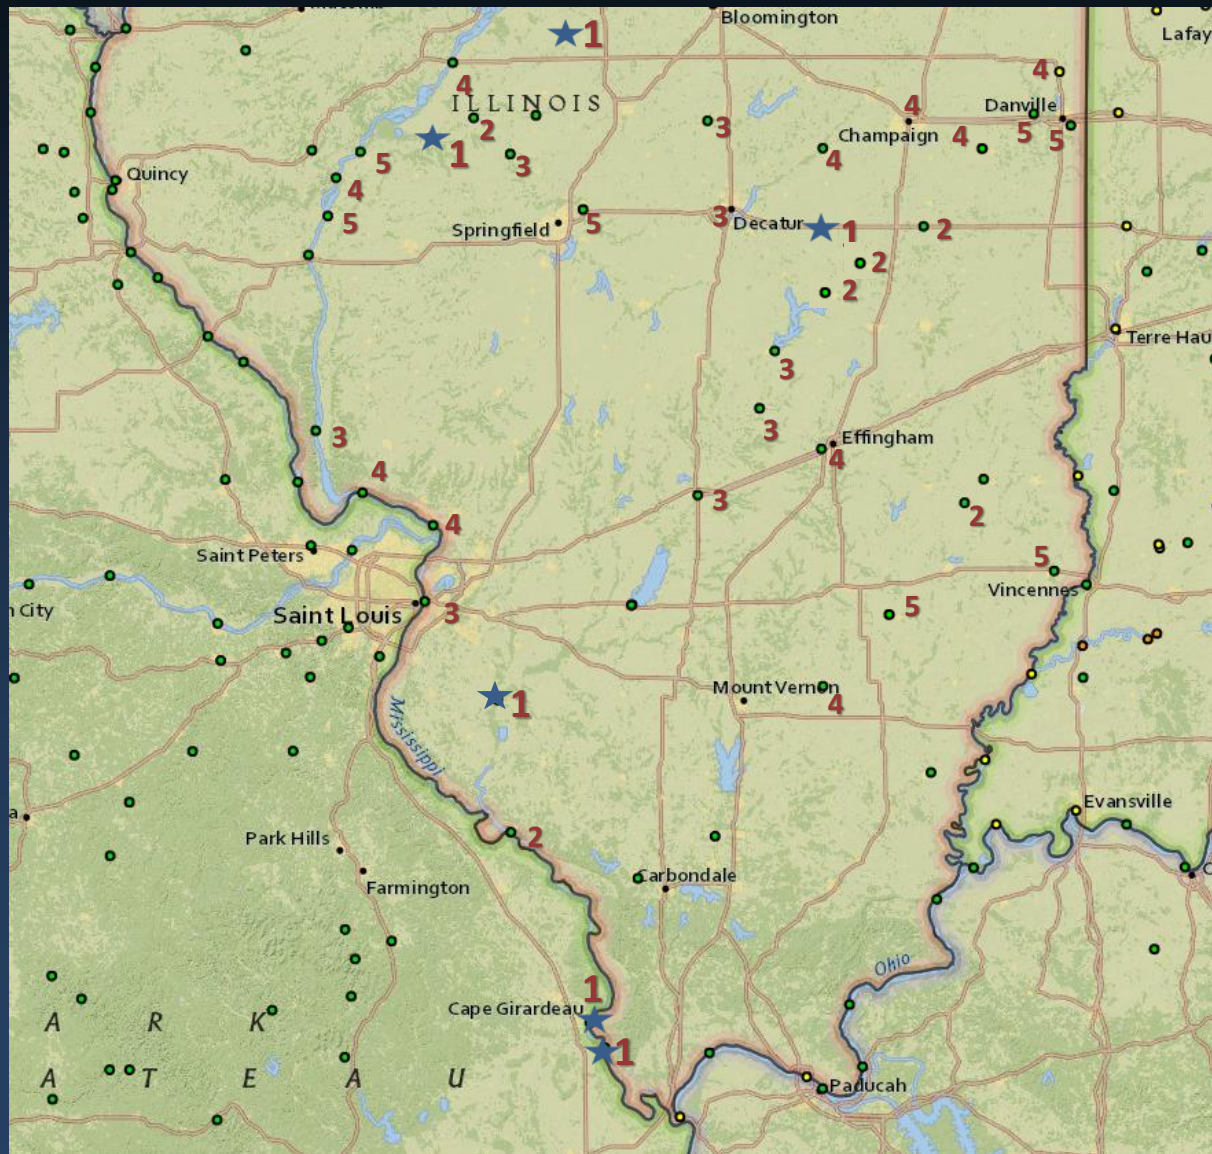 Bloomington
1
Lafay
4
4
ILLINOIS
4
Danville
2
3
Champaign
4
5
5
1
5
3
4
Quincy
4
5
3
Decatur
Springfield
5
1
2
2
2
Terre Hau
3
3
3
Effingham
4
4
3
2
4
Saint Peters
5
Vincennes
n City
Saint Louis
3
5
Mount Vernon
4
1
Mississippi
Evansville
a
Park Hills
2
Carbondale
Farmington
Ohio
1
Cape Girardeau
A R K
1
A T E A U
Paducah